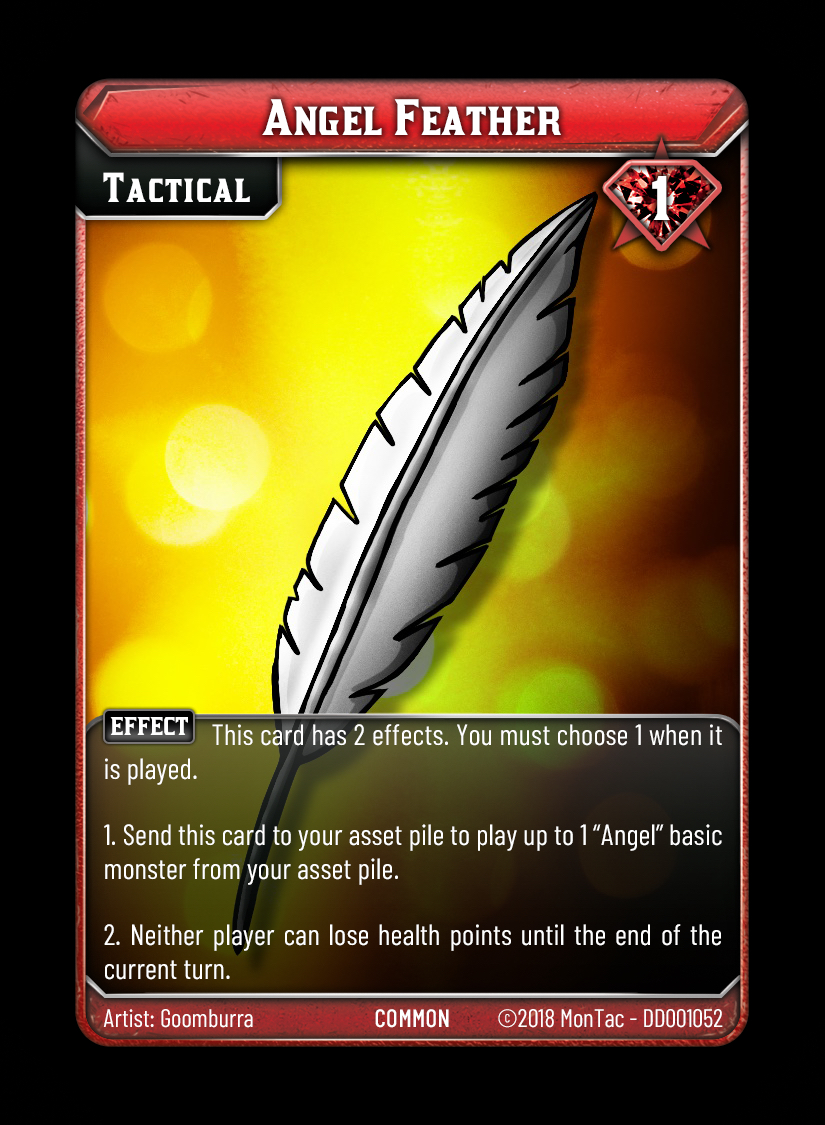 Angel Feather
Tactical
1
EFFECT This card has 2 effects. You must choose 1 when it
is played.
1. Send this card to your asset pile to play up to 1 “Angel” basic
monster from your asset pile.
2. Neither player can lose health points until the end of the
current turn.
Artist: Goomburra COMMON ©2018 MonTac - DD001052